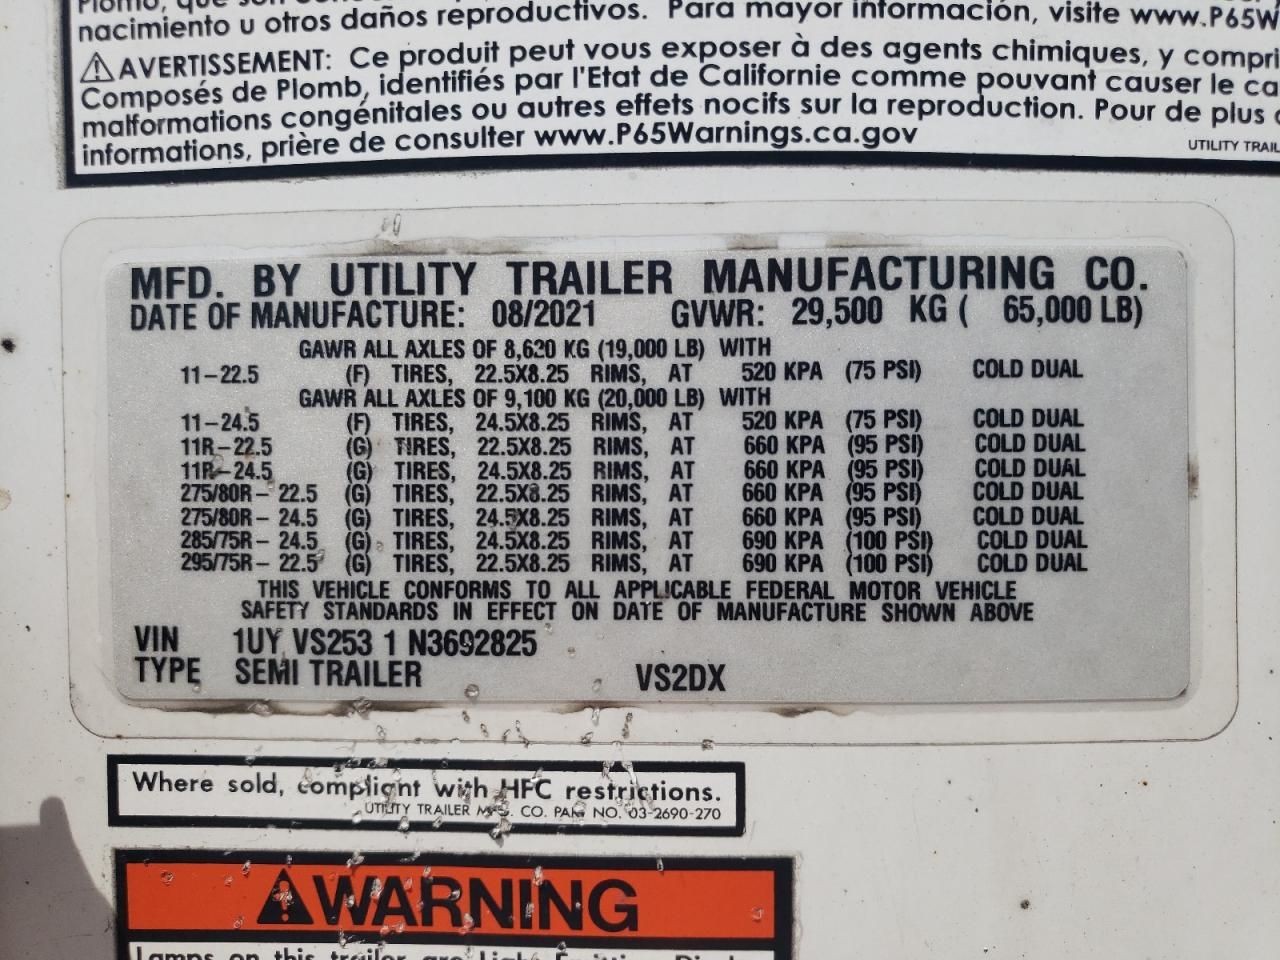 nacimiento u otros daños reproductivos. Para mayor información, visite www.P65W
⚠ AVERTISSEMENT: Ce produit peut vous exposer à des agents chimiques, y compri
Composés de Plomb, identifiés par l'Etat de Californie comme pouvant causer le ca
malformations congénitales ou autres effets nocifs sur la reproduction. Pour de plus
informations, prière de consulter www.P65Warnings.ca.gov
UTILITY TRAIL
MFD. BY UTILITY TRAILER MANUFACTURING CO.
DATE OF MANUFACTURE: 08/2021 GVWR: 29,500 KG ( 65,000 LB)
GAWR ALL AXLES OF 8,620 KG (19,000 LB) WITH
11-22.5 (F) TIRES, 22.5X8.25 RIMS, AT 520 KPA (75 PSI) COLD DUAL
GAWR ALL AXLES OF 9,100 KG (20,000 LB) WITH
11-24.5 (F) TIRES, 24.5X8.25 RIMS, AT 520 KPA (75 PSI) COLD DUAL
11R-22.5 (G) TIRES, 22.5X8.25 RIMS, AT 660 KPA (95 PSI) COLD DUAL
11R-24.5 (G) TIRES, 24.5X8.25 RIMS, AT 660 KPA (95 PSI) COLD DUAL
275/80R- 22.5 (G) TIRES, 22.5X8.25 RIMS, AT 660 KPA (95 PSI) COLD DUAL
275/80R- 24.5 (G) TIRES, 24.5X8.25 RIMS, AT 660 KPA (95 PSI) COLD DUAL
285/75R- 24.5 (G) TIRES, 24.5X8.25 RIMS, AT 690 KPA (100 PSI) COLD DUAL
295/75R- 22.5 (G) TIRES, 22.5X8.25 RIMS, AT 690 KPA (100 PSI) COLD DUAL
THIS VEHICLE CONFORMS TO ALL APPLICABLE FEDERAL MOTOR VEHICLE
SAFETY STANDARDS IN EFFECT ON DATE OF MANUFACTURE SHOWN ABOVE
VIN 1UY VS253 1 N3692825
TYPE SEMI TRAILER VS2DX
Where sold, compliant with HFC restrictions.
UTILITY TRAILER MFG. CO. PART NO. 03-2690-270
⚠ WARNING
Lamps on this trailer are Light